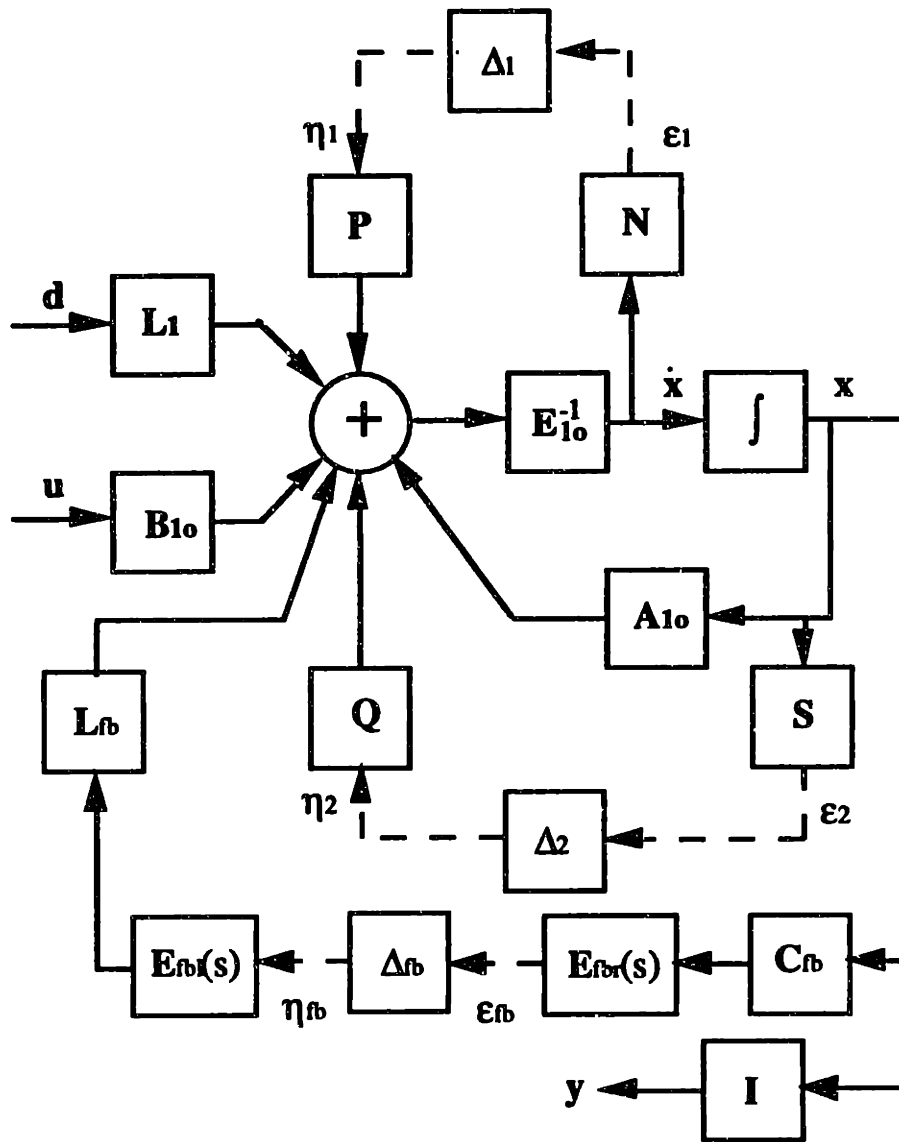 Δ1
η1
ε1
P
N
d
L1
+
E1o^-1
ẋ
∫
x
u
B1o
A1o
Lfb
Q
S
η2
Δ2
ε2
Efbl(s)
Δfb
Efbr(s)
Cfb
ηfb
εfb
y
I